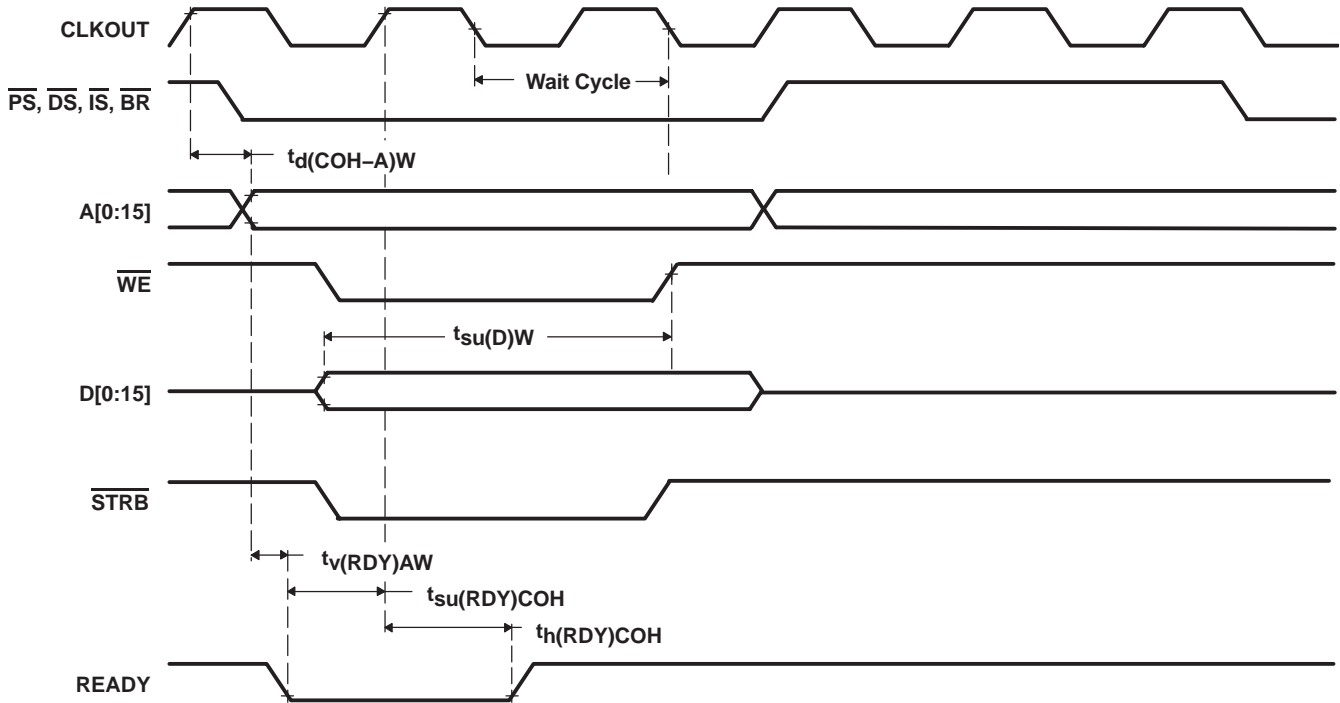 CLKOUT
Wait Cycle
PS, DS, IS, BR
td(COH–A)W
A[0:15]
WE
tsu(D)W
D[0:15]
STRB
tv(RDY)AW
tsu(RDY)COH
th(RDY)COH
READY